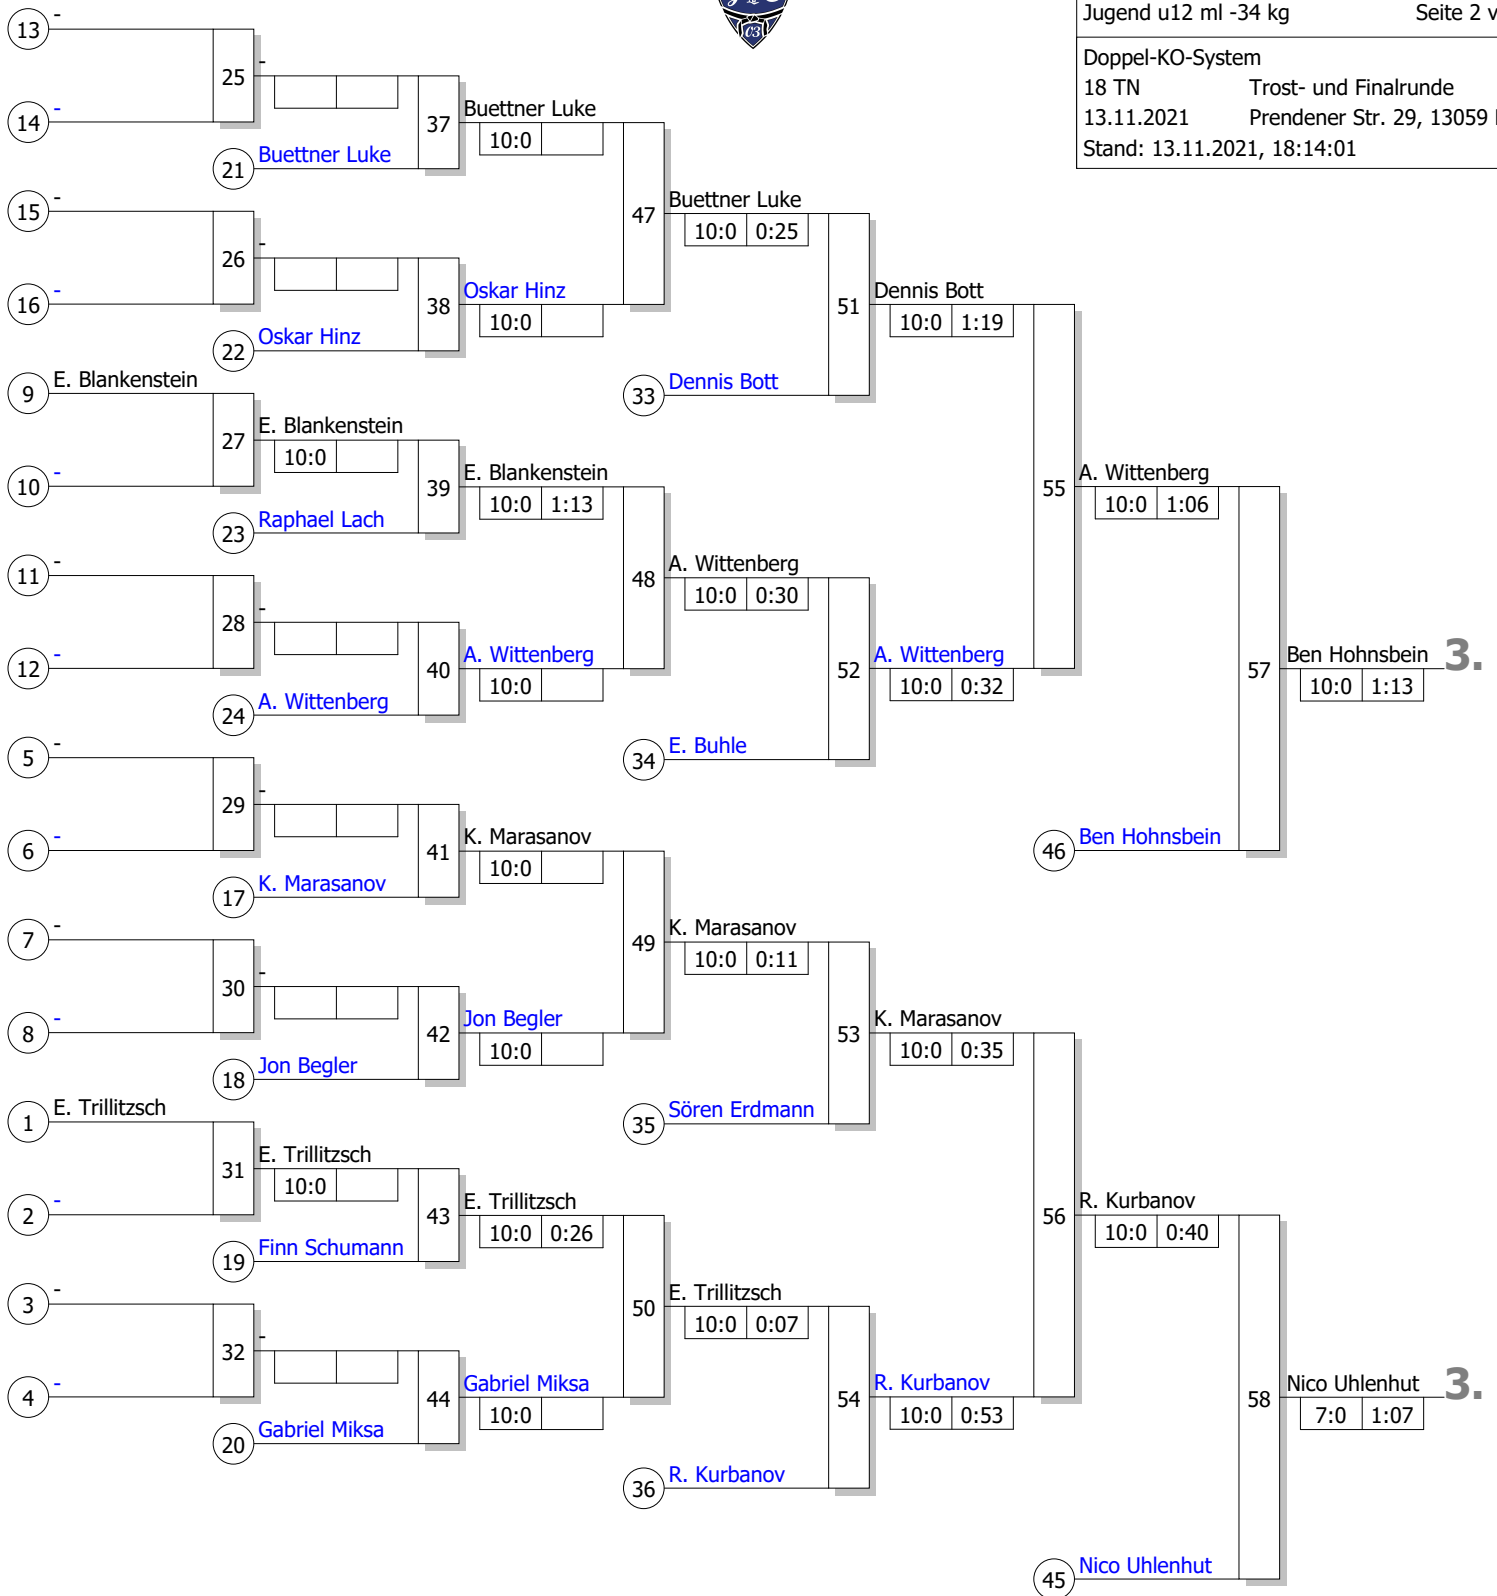 Jugend u12 ml -34 kg Seite 2 v
Doppel-KO-System
18 TN Trost- und Finalrunde
13.11.2021 Prendener Str. 29, 13059
Stand: 13.11.2021, 18:14:01
03
13 -
25 -
14 -
37 Buettner Luke
10:0
21 Buettner Luke
47 Buettner Luke
10:0 0:25
15 -
26 -
16 -
38 Oskar Hinz
10:0
22 Oskar Hinz
51 Dennis Bott
10:0 1:19
33 Dennis Bott
9 E. Blankenstein
27 E. Blankenstein
10:0
10 -
39 E. Blankenstein
10:0 1:13
23 Raphael Lach
55 A. Wittenberg
10:0 1:06
11 -
28 -
12 -
48 A. Wittenberg
10:0 0:30
40 A. Wittenberg
10:0
24 A. Wittenberg
52 A. Wittenberg
10:0 0:32
34 E. Buhle
57 Ben Hohnsbein 3.
10:0 1:13
46 Ben Hohnsbein
5 -
29 -
6 -
41 K. Marasanov
10:0
17 K. Marasanov
49 K. Marasanov
10:0 0:11
7 -
30 -
8 -
42 Jon Begler
10:0
18 Jon Begler
53 K. Marasanov
10:0 0:35
35 Sören Erdmann
1 E. Trillitzsch
31 E. Trillitzsch
10:0
2 -
43 E. Trillitzsch
10:0 0:26
19 Finn Schumann
56 R. Kurbanov
10:0 0:40
3 -
32 -
4 -
50 E. Trillitzsch
10:0 0:07
44 Gabriel Miksa
10:0
20 Gabriel Miksa
54 R. Kurbanov
10:0 0:53
36 R. Kurbanov
58 Nico Uhlenhut 3.
7:0 1:07
45 Nico Uhlenhut